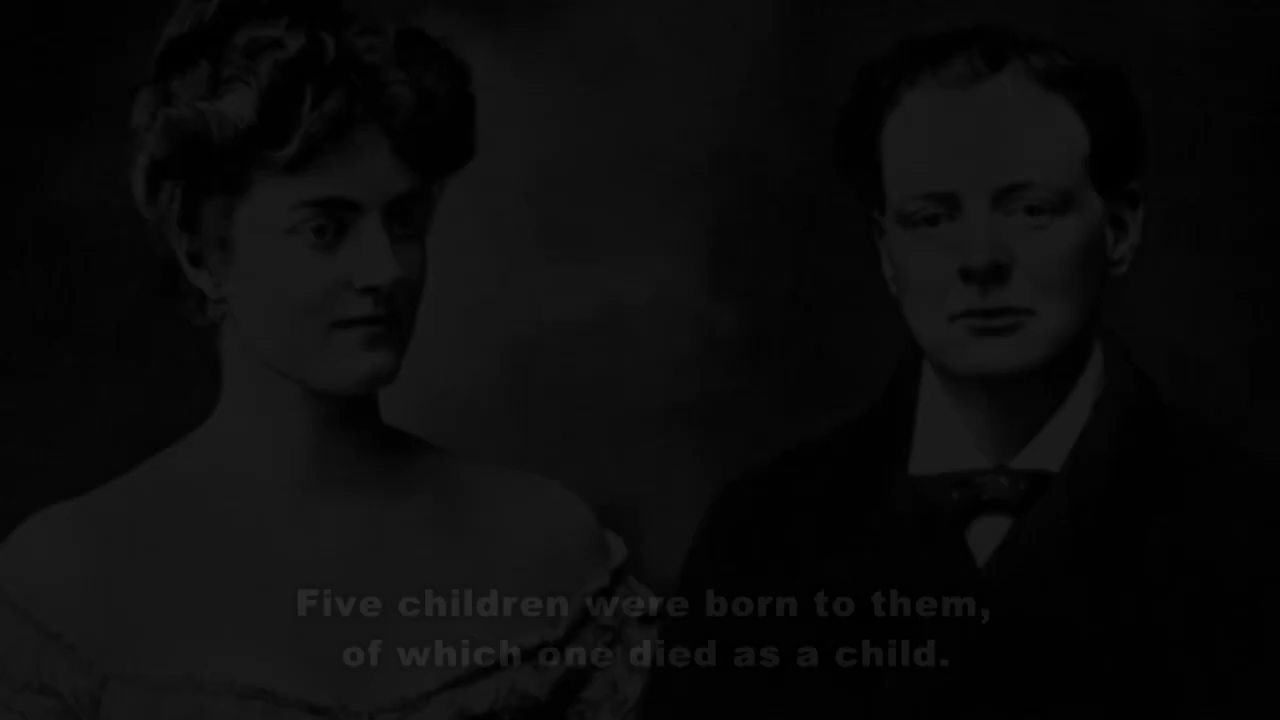 Five children were born to them,
of which one died as a child.